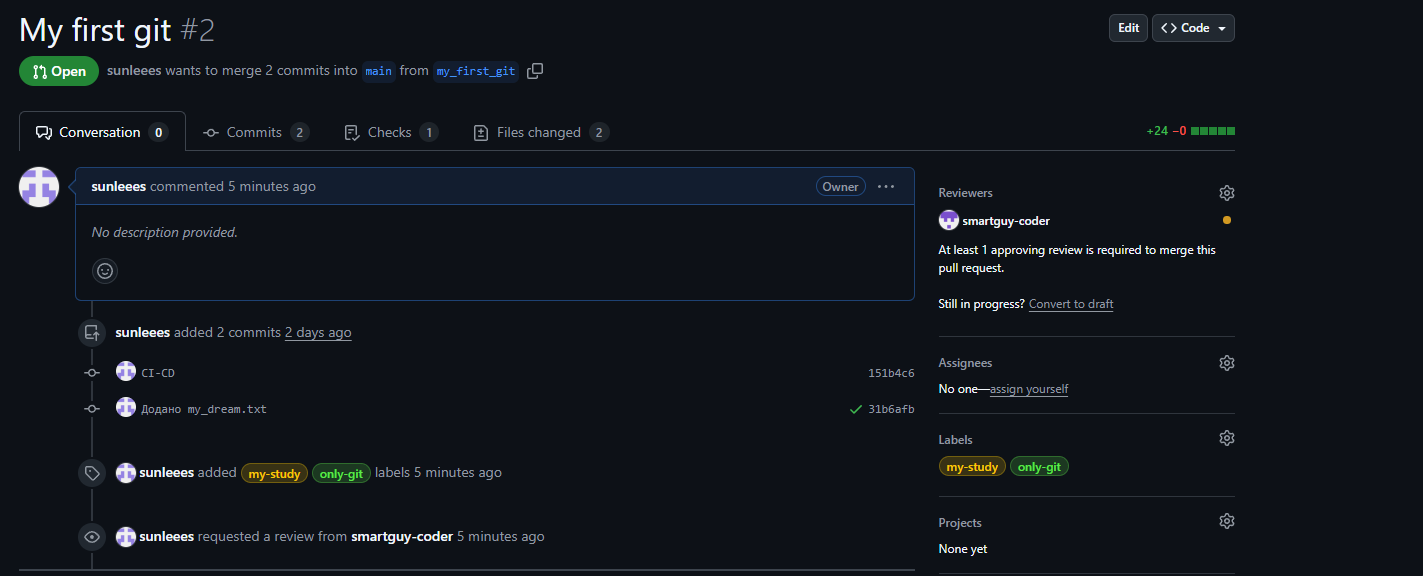 My first git #2
Edit
Code
Open
sunleees wants to merge 2 commits into main from my_first_git
Conversation 0
Commits 2
Checks 1
Files changed 2
+24 −0
sunleees commented 5 minutes ago
Owner
No description provided.
sunleees added 2 commits 2 days ago
CI-CD
151b4c6
Додано my_dream.txt
31b6afb
sunleees added my-study only-git labels 5 minutes ago
sunleees requested a review from smartguy-coder 5 minutes ago
Reviewers
smartguy-coder
At least 1 approving review is required to merge this
pull request.
Still in progress? Convert to draft
Assignees
No one—assign yourself
Labels
my-study only-git
Projects
None yet